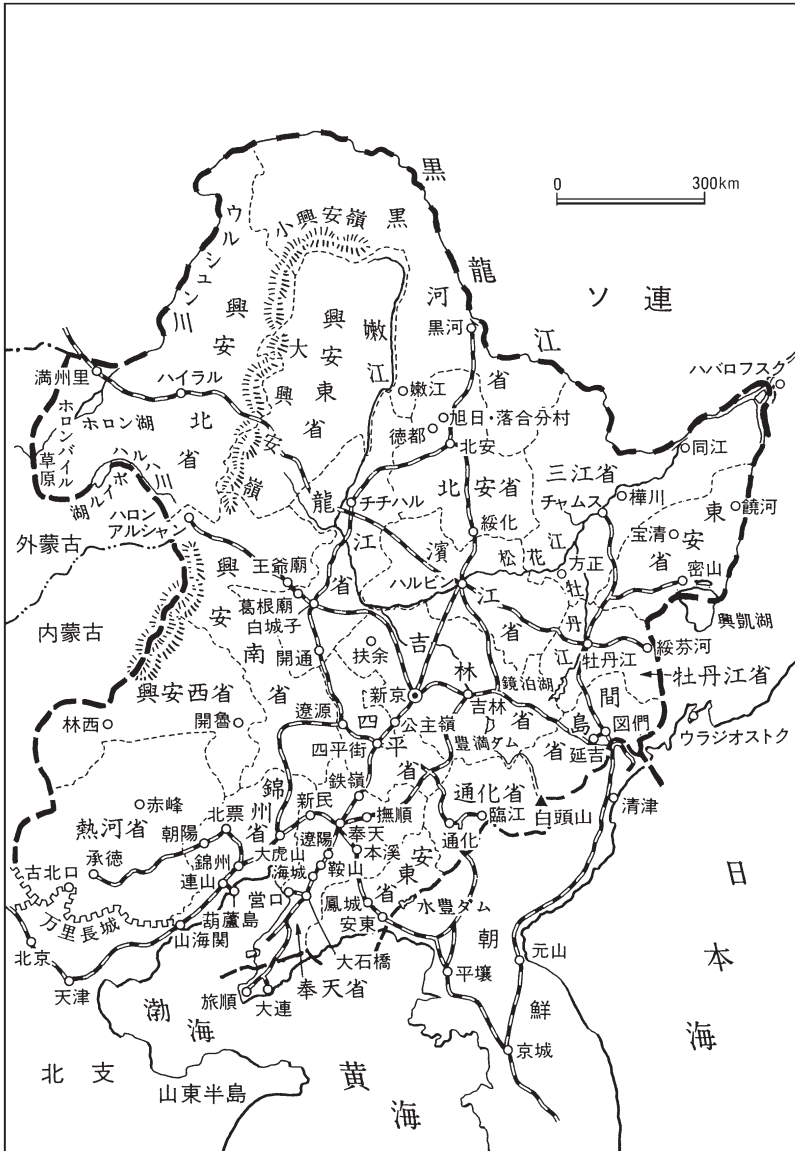 0 300km
黒龍江
ソ連
小興安嶺
黒河省
ウルシュン川
興安北省
興安東省
大興安嶺
嫩江
黒河
満州里
ハイラル
ホロン湖
ホロンバイル草原
嫩江
旭日・落合分村
徳都
北安
ハバロフスク
同江
三江省
樺川
チャムス
饒河
ハルハ川
ボイル湖
ハロンアルシャン
チチハル
北安省
綏化
龍江省
濱江省
松花江
方正
宝清
東安省
密山
興凱湖
外蒙古
内蒙古
王爺廟
葛根廟
白城子
ハルビン
牡丹江
牡丹江
綏芬河
牡丹江省
興安南省
開通
扶余
吉林省
新京
吉林
鏡泊湖
間島省
図們
延吉
ウラジオストク
興安西省
林西
開魯
遼源
四平街
四平省
公主嶺
豊満ダム
清津
錦州省
鉄嶺
通化省
臨江
白頭山
赤峰
熱河省
北票
新民
撫順
通化
朝陽
承徳
錦州
大虎山
遼陽
奉天
本溪
安東省
古北口
連山
海城
鞍山
営口
鳳城
安東
水豊ダム
万里長城
葫蘆島
山海関
大石橋
北京
天津
旅順
大連
奉天省
平壌
元山
朝鮮
京城
日本海
渤海
黄海
北支
山東半島